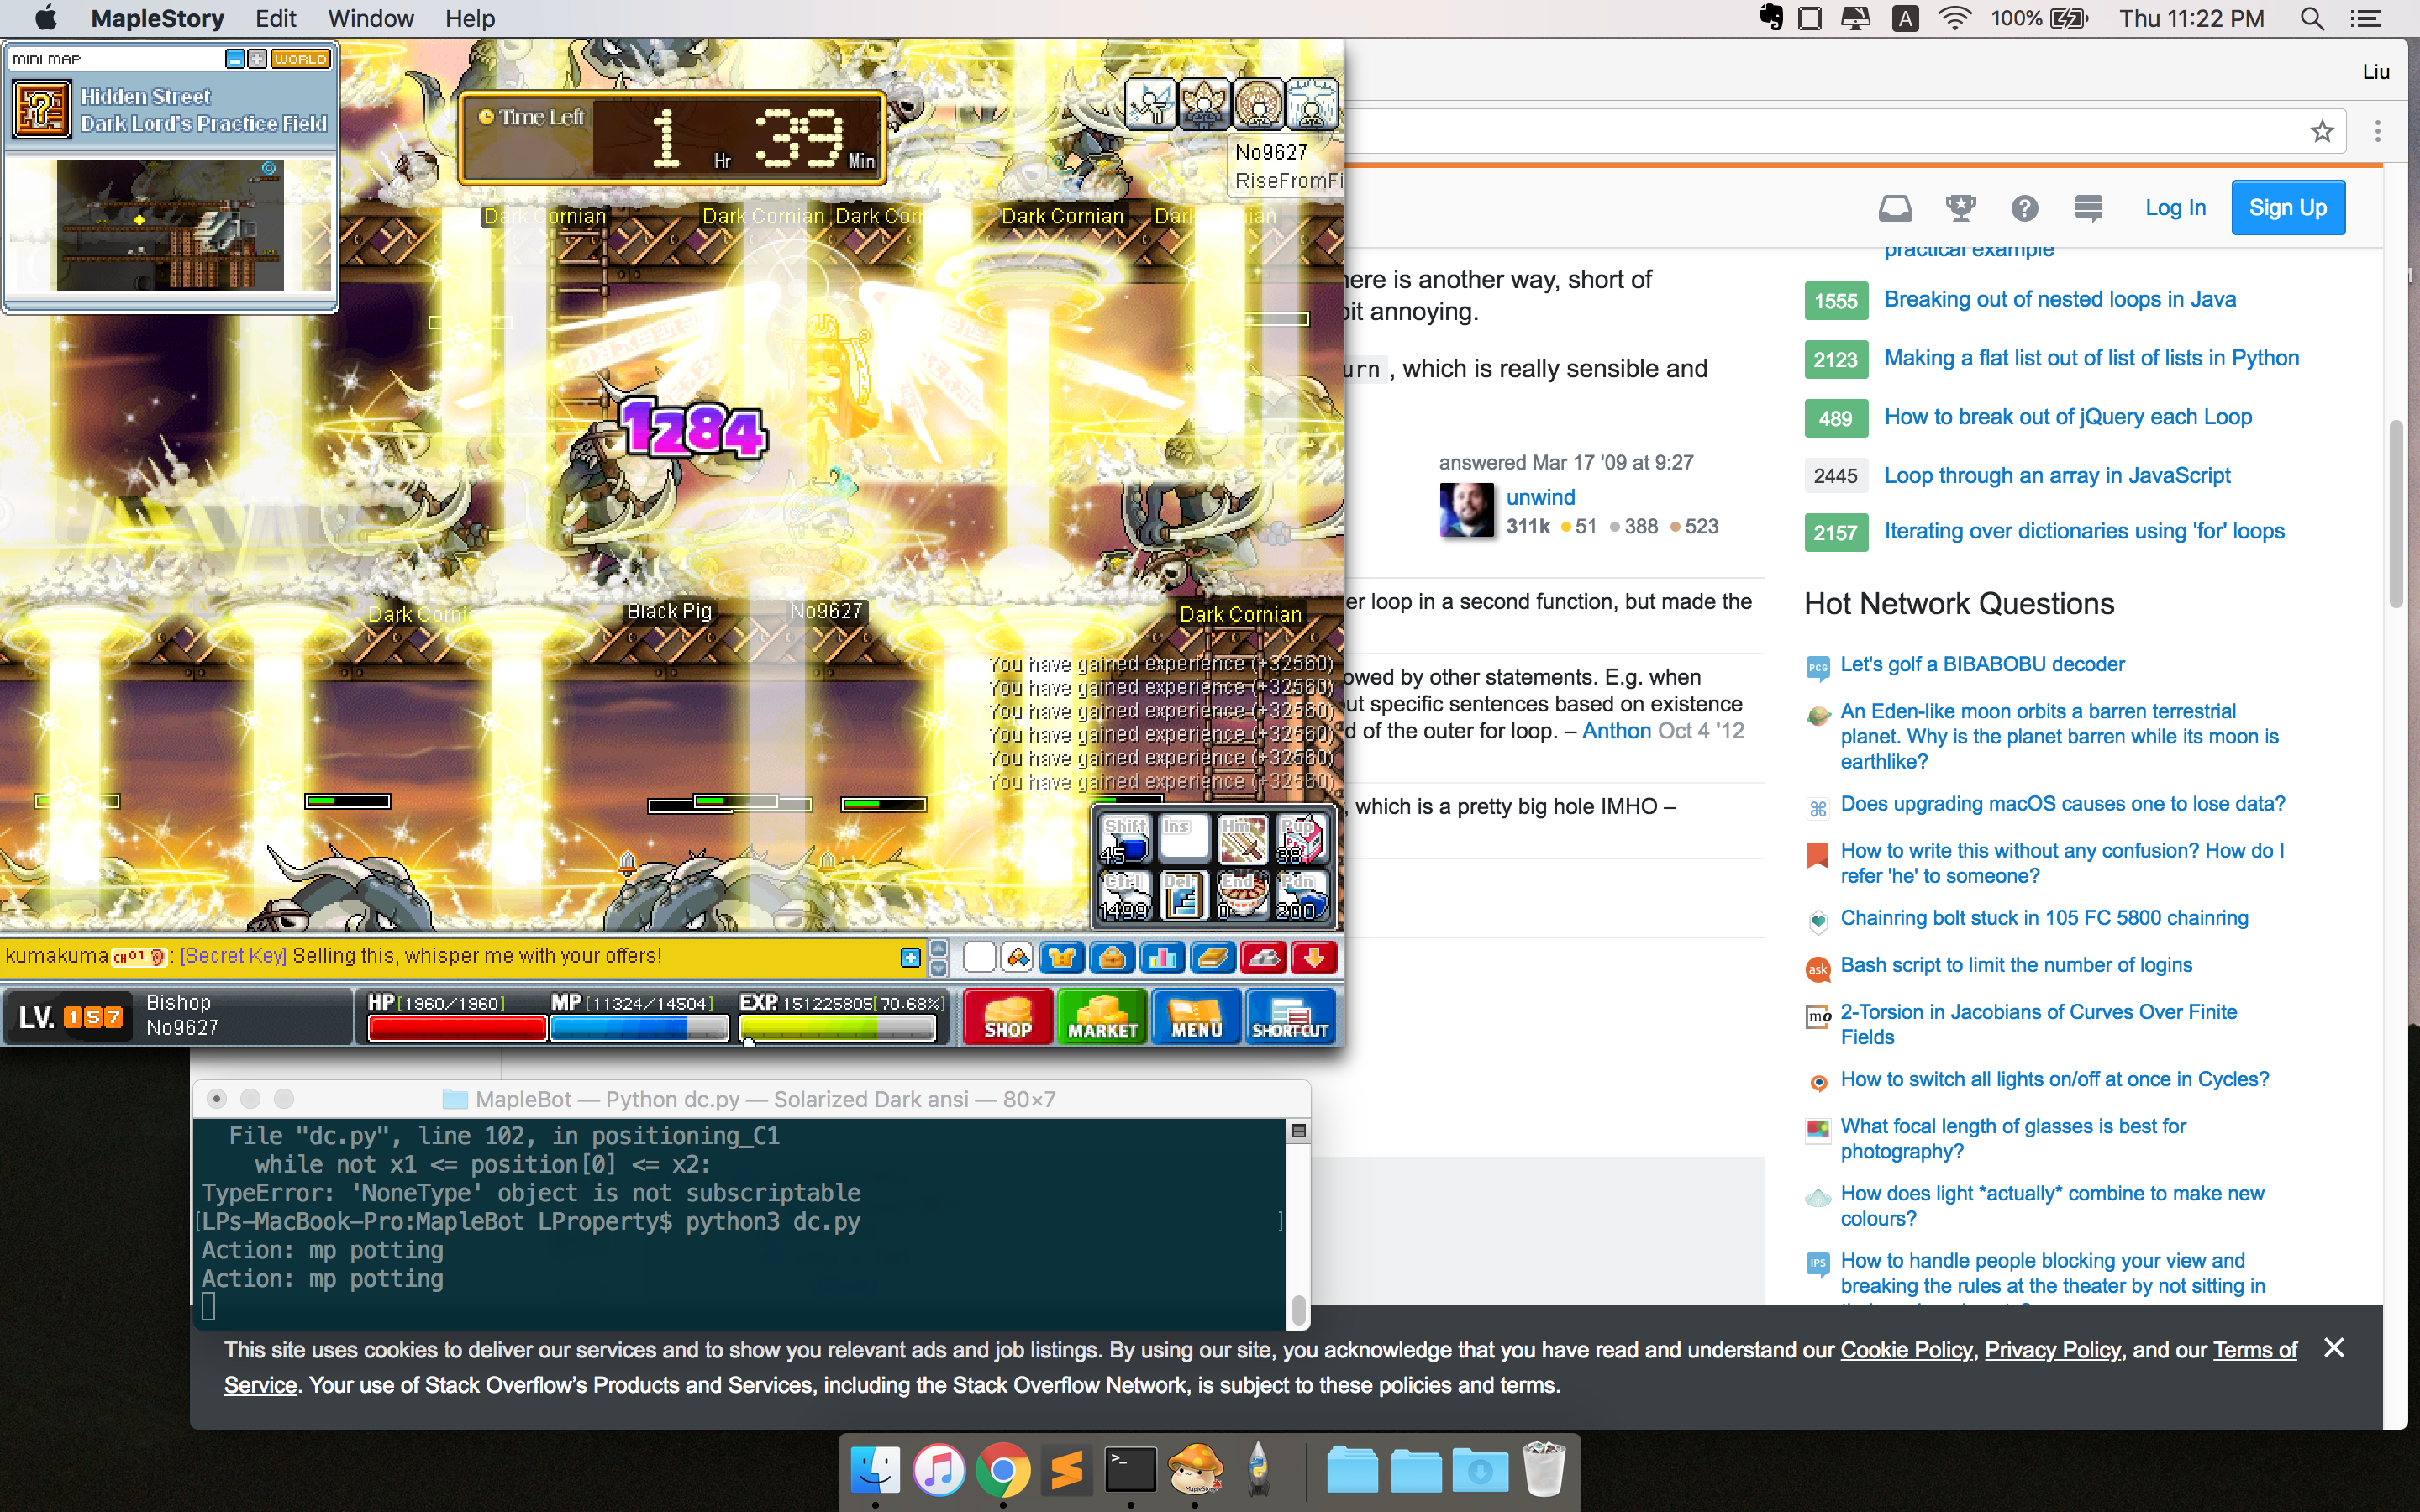 MapleStory Edit Window Help
100% Thu 11:22 PM
MINI MAP WORLD
Hidden Street
Dark Lord's Practice Field
Time Left 1 Hr 39 Min
No9627
RiseFromFi
Dark Cornian Dark Cornian Dark Corn Dark Cornian
1284
Black Pig No9627 Dark Cornian
You have gained experience (+32560)
You have gained experience (+32560)
You have gained experience (+32560)
You have gained experience (+32560)
You have gained experience (+32560)
You have gained experience (+32560)
Shift Ins Hm Pup
45 38
Ctrl Del End Pdn
1499 0 200
kumakuma CH01 : [Secret Key] Selling this, whisper me with your offers!
LV. 157 Bishop
No9627
HP[1960/1960] MP[11324/14504] EXP. 151225805[70.68%]
SHOP MARKET MENU SHORTCUT
Liu
Log In Sign Up
here is another way, short of
bit annoying.
urn , which is really sensible and
answered Mar 17 '09 at 9:27
unwind
311k 51 388 523
er loop in a second function, but made the
owed by other statements. E.g. when
ut specific sentences based on existence
d of the outer for loop. – Anthon Oct 4 '12
, which is a pretty big hole IMHO –
practical example
1555 Breaking out of nested loops in Java
2123 Making a flat list out of list of lists in Python
489 How to break out of jQuery each Loop
2445 Loop through an array in JavaScript
2157 Iterating over dictionaries using 'for' loops
Hot Network Questions
Let's golf a BIBABOBU decoder
An Eden-like moon orbits a barren terrestrial
planet. Why is the planet barren while its moon is
earthlike?
Does upgrading macOS causes one to lose data?
How to write this without any confusion? How do I
refer 'he' to someone?
Chainring bolt stuck in 105 FC 5800 chainring
Bash script to limit the number of logins
2-Torsion in Jacobians of Curves Over Finite
Fields
How to switch all lights on/off at once in Cycles?
What focal length of glasses is best for
photography?
How does light *actually* combine to make new
colours?
How to handle people blocking your view and
breaking the rules at the theater by not sitting in
MapleBot — Python dc.py — Solarized Dark ansi — 80×7
File "dc.py", line 102, in positioning_C1
while not x1 <= position[0] <= x2:
TypeError: 'NoneType' object is not subscriptable
[LPs-MacBook-Pro:MapleBot LProperty$ python3 dc.py ]
Action: mp potting
Action: mp potting
This site uses cookies to deliver our services and to show you relevant ads and job listings. By using our site, you acknowledge that you have read and understand our Cookie Policy, Privacy Policy, and our Terms of
Service. Your use of Stack Overflow's Products and Services, including the Stack Overflow Network, is subject to these policies and terms.